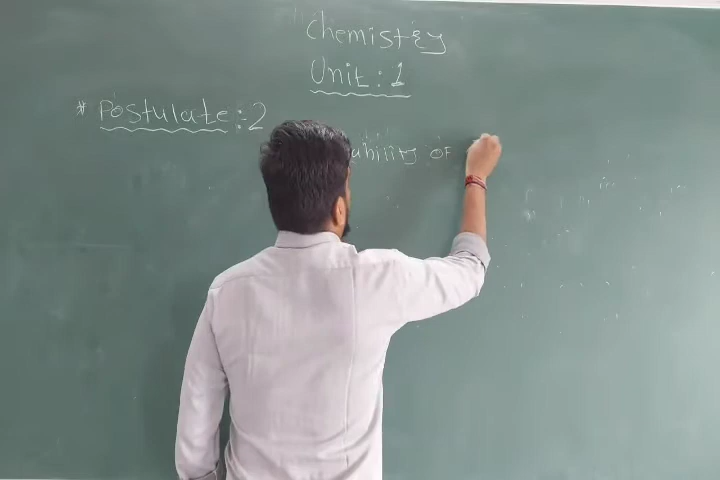 Chemistry
Unit : 1
* Postulate :- 2
ability of